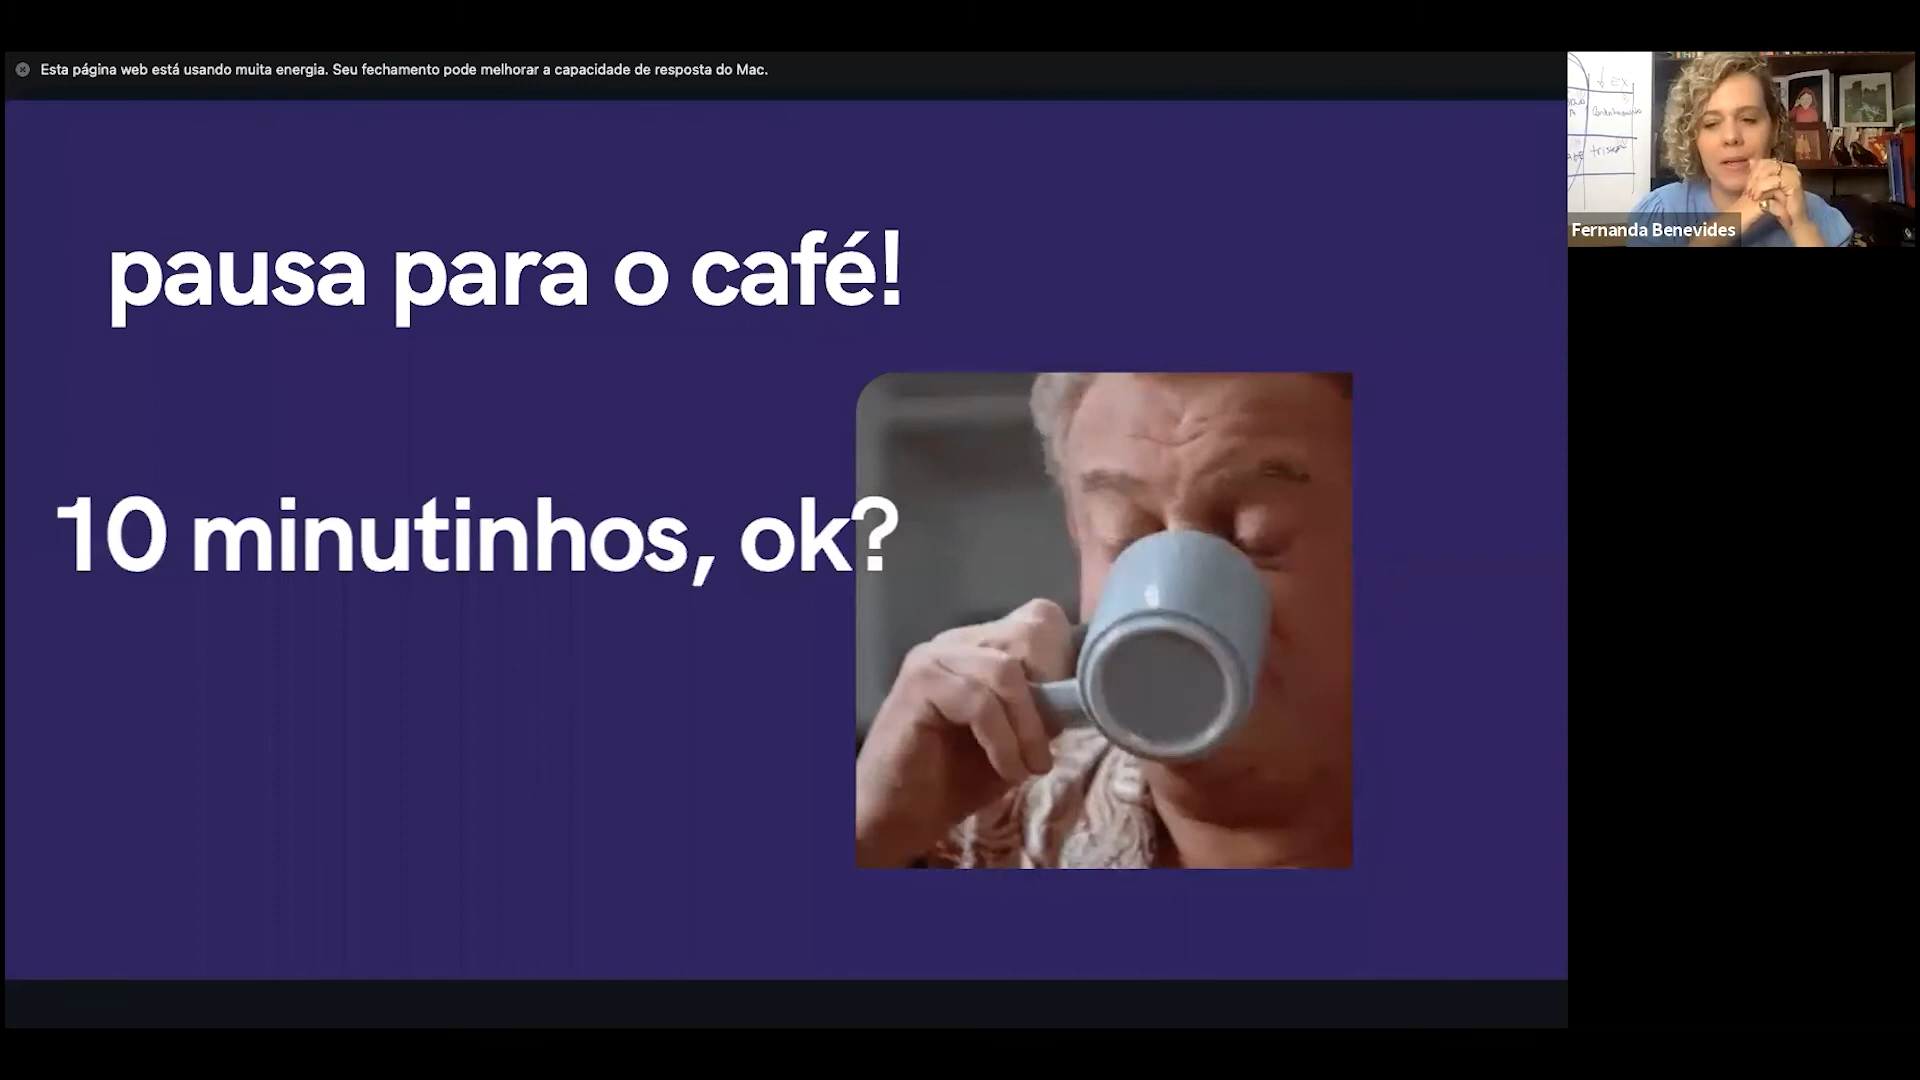 Esta página web está usando muita energia. Seu fechamento pode melhorar a capacidade de resposta do Mac.
pausa para o café!
10 minutinhos, ok?
Fernanda Benevides